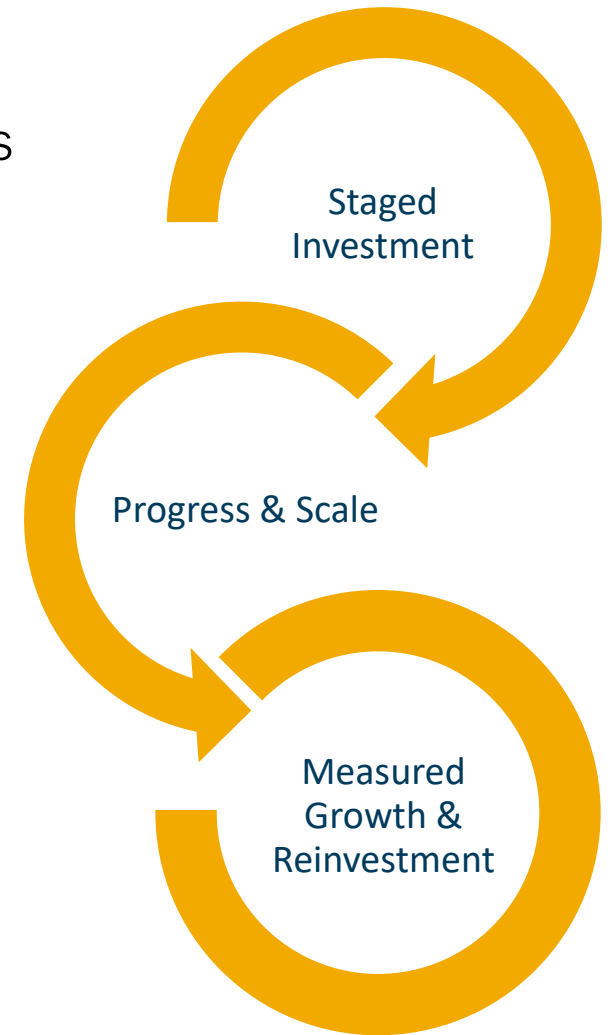 S
Staged
Investment
Progress & Scale
Measured
Growth &
Reinvestment